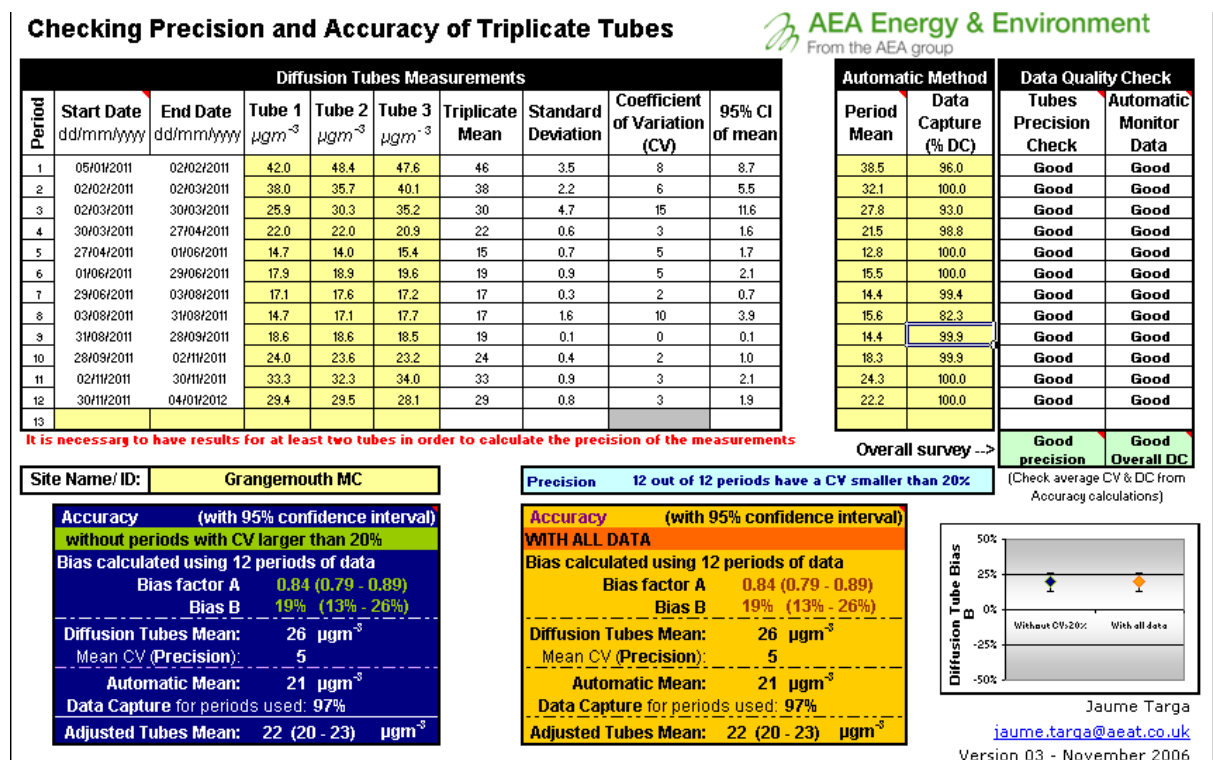 Checking Precision and Accuracy of Triplicate Tubes
AEA Energy & Environment
From the AEA group
Diffusion Tubes Measurements
Automatic Method
Data Quality Check
Period Start Date dd/mm/yyyy End Date dd/mm/yyyy Tube 1 µgm⁻³ Tube 2 µgm⁻³ Tube 3 µgm⁻³ Triplicate Mean Standard Deviation Coefficient of Variation (CV) 95% CI of mean Period Mean Data Capture (% DC) Tubes Precision Check Automatic Monitor Data
1 05/01/2011 02/02/2011 42.0 48.4 47.6 46 3.5 8 8.7 38.5 96.0 Good Good
2 02/02/2011 02/03/2011 38.0 35.7 40.1 38 2.2 6 5.5 32.1 100.0 Good Good
3 02/03/2011 30/03/2011 25.9 30.3 35.2 30 4.7 15 11.6 27.8 93.0 Good Good
4 30/03/2011 27/04/2011 22.0 22.0 20.9 22 0.6 3 1.6 21.5 98.8 Good Good
5 27/04/2011 01/06/2011 14.7 14.0 15.4 15 0.7 5 1.7 12.8 100.0 Good Good
6 01/06/2011 29/06/2011 17.9 18.9 19.6 19 0.9 5 2.1 15.5 100.0 Good Good
7 29/06/2011 03/08/2011 17.1 17.6 17.2 17 0.3 2 0.7 14.4 99.4 Good Good
8 03/08/2011 31/08/2011 14.7 17.1 17.7 17 1.6 10 3.9 15.6 82.3 Good Good
9 31/08/2011 28/09/2011 18.6 18.6 18.5 19 0.1 0 0.1 14.4 99.9 Good Good
10 28/09/2011 02/11/2011 24.0 23.6 23.2 24 0.4 2 1.0 18.3 99.9 Good Good
11 02/11/2011 30/11/2011 33.3 32.3 34.0 33 0.9 3 2.1 24.3 100.0 Good Good
12 30/11/2011 04/01/2012 29.4 29.5 28.1 29 0.8 3 1.9 22.2 100.0 Good Good
13
It is necessary to have results for at least two tubes in order to calculate the precision of the measurements
Overall survey --> Good precision Good Overall DC
Site Name/ ID: Grangemouth MC
Precision 12 out of 12 periods have a CV smaller than 20%
(Check average CV & DC from
Accuracy calculations)
Accuracy (with 95% confidence interval)
without periods with CV larger than 20%
Bias calculated using 12 periods of data
Bias factor A 0.84 (0.79 - 0.89)
Bias B 19% (13% - 26%)
Diffusion Tubes Mean: 26 µgm⁻³
Mean CV (Precision): 5
Automatic Mean: 21 µgm⁻³
Data Capture for periods used: 97%
Adjusted Tubes Mean: 22 (20 - 23) µgm⁻³
Accuracy (with 95% confidence interval)
WITH ALL DATA
Bias calculated using 12 periods of data
Bias factor A 0.84 (0.79 - 0.89)
Bias B 19% (13% - 26%)
Diffusion Tubes Mean: 26 µgm⁻³
Mean CV (Precision): 5
Automatic Mean: 21 µgm⁻³
Data Capture for periods used: 97%
Adjusted Tubes Mean: 22 (20 - 23) µgm⁻³
Diffusion Tube Bias B
50%
25%
0%
-25%
-50%
Without CV>20%
With all data
Jaume Targa
jaume.targa@aeat.co.uk
Version 03 - November 2006